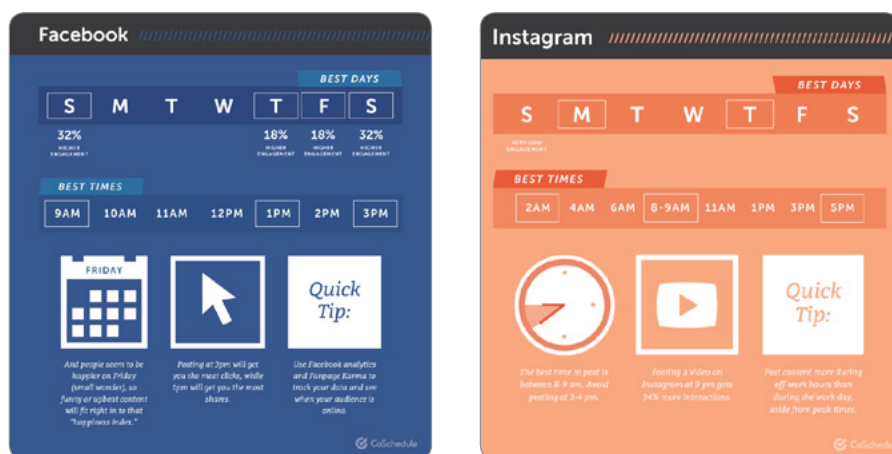 Facebook
BEST DAYS
S M T W T F S
32% 18% 18% 32%
HIGHER HIGHER HIGHER HIGHER
ENGAGEMENT ENGAGEMENT ENGAGEMENT ENGAGEMENT
BEST TIMES
9AM 10AM 11AM 12PM 1PM 2PM 3PM
FRIDAY
Quick
Tip:
And people seem to be
happier on Friday
(small wonder), so
funny or upbeat content
will fit right in to that
"happiness index."
Posting at 3pm will get
you the most clicks, while
1pm will get you the most
shares.
Use Facebook analytics
and Fanpage Karma to
track your data and see
when your audience is
online.
CoSchedule
Instagram
BEST DAYS
S M T W T F S
VERY LOW
ENGAGEMENT
BEST TIMES
2AM 4AM 6AM 8-9AM 11AM 1PM 3PM 5PM
Quick
Tip:
The best time to post is
between 8-9 am. Avoid
posting at 3-4 pm.
Posting a video on
Instagram at 9 pm gets
34% more interactions.
Post content more during
off work hours than
during the work day,
aside from peak times.
CoSchedule